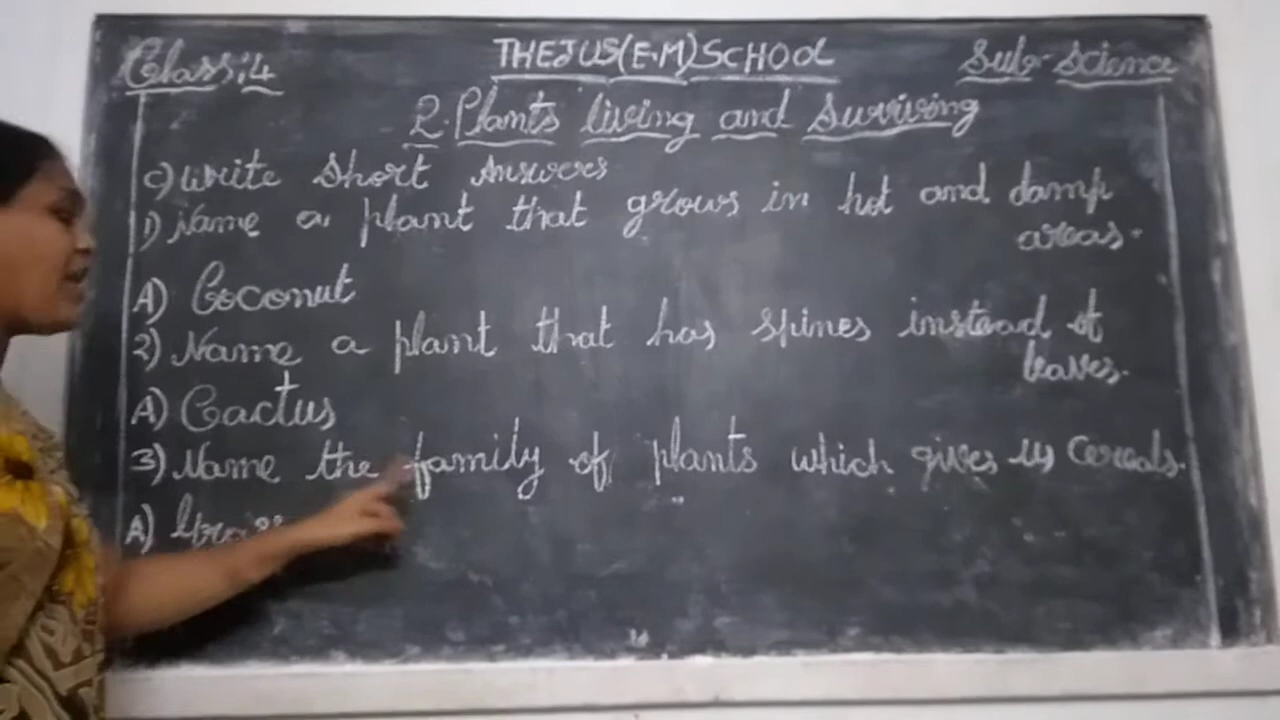 Class:4
THEJUS(E.M)SCHOOL
Sub- Science
2.Plants living and Surviving
C) Write Short Answers
1) Name a plant that grows in hot and damp
areas.
A) Coconut
2) Name a plant that has spines instead of
leaves.
A) Cactus
3) Name the family of plants which gives us Cereals.
A)